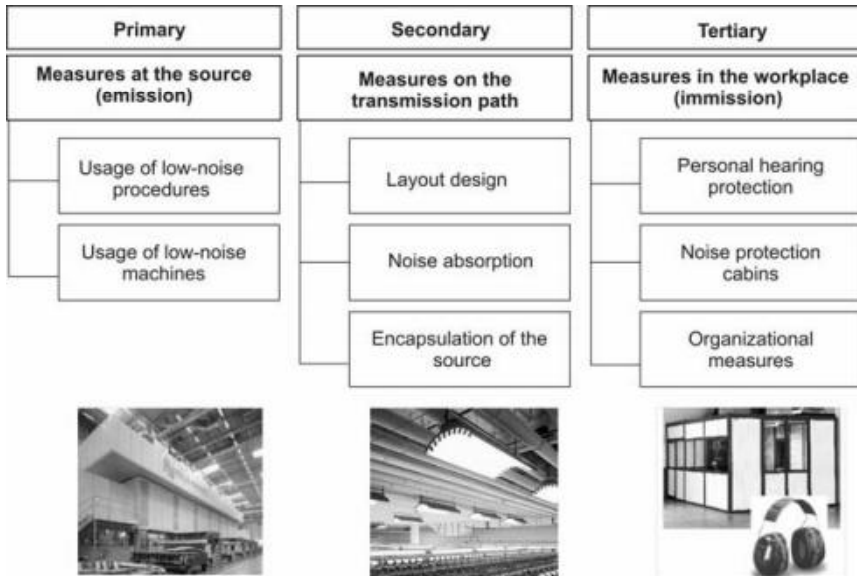 Primary
Measures at the source
(emission)
Usage of low-noise
procedures
Usage of low-noise
machines
Secondary
Measures on the
transmission path
Layout design
Noise absorption
Encapsulation of the
source
Tertiary
Measures in the workplace
(immission)
Personal hearing
protection
Noise protection
cabins
Organizational
measures